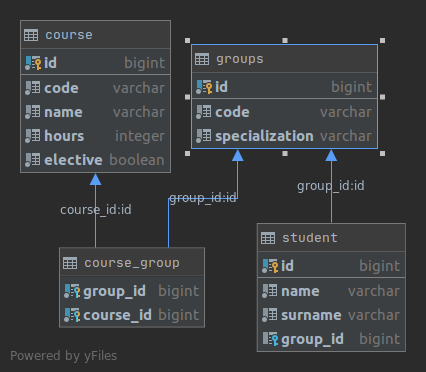 course
id bigint
code varchar
name varchar
hours integer
elective boolean
groups
id bigint
code varchar
specialization varchar
course_id:id
group_id:id
group_id:id
course_group
group_id bigint
course_id bigint
student
id bigint
name varchar
surname varchar
group_id bigint
Powered by yFiles